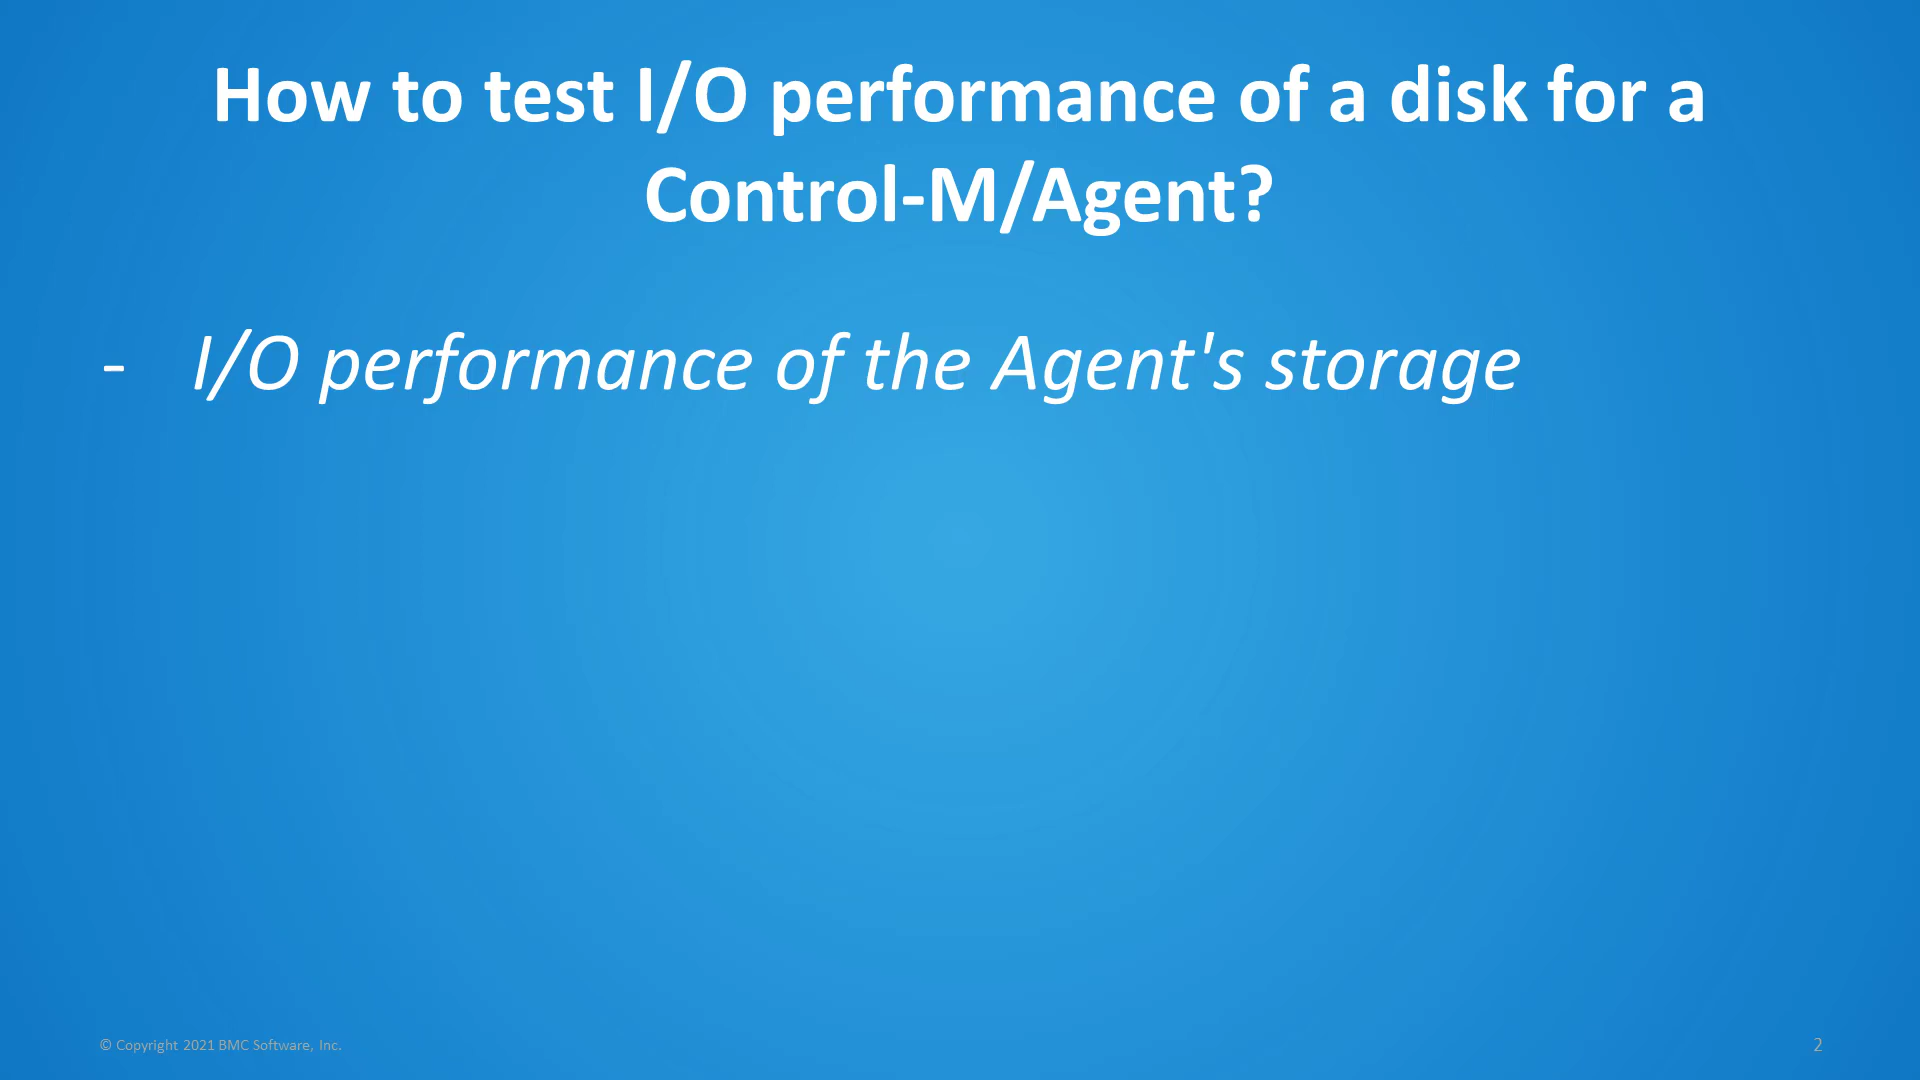 How to test I/O performance of a disk for a
Control-M/Agent?
- I/O performance of the Agent's storage
© Copyright 2021 BMC Software, Inc.
2